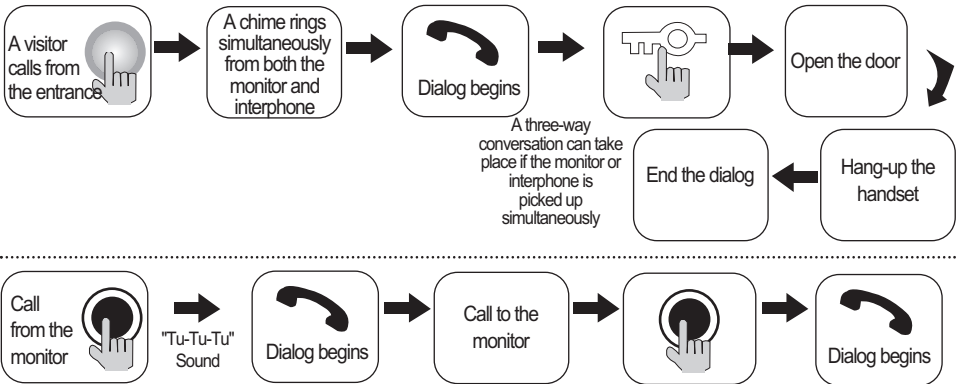 A visitor
calls from
the entrance
A chime rings
simultaneously
from both the
monitor and
interphone
Dialog begins
A three-way
conversation can take
place if the monitor or
interphone is
picked up
simultaneously
Open the door
Hang-up the
handset
End the dialog
Call
from the
monitor
"Tu-Tu-Tu"
Sound
Dialog begins
Call to the
monitor
Dialog begins